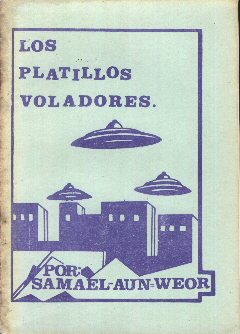 LOS
PLATILLOS
VOLADORES.
POR:
SAMAEL-AUN-WEOR